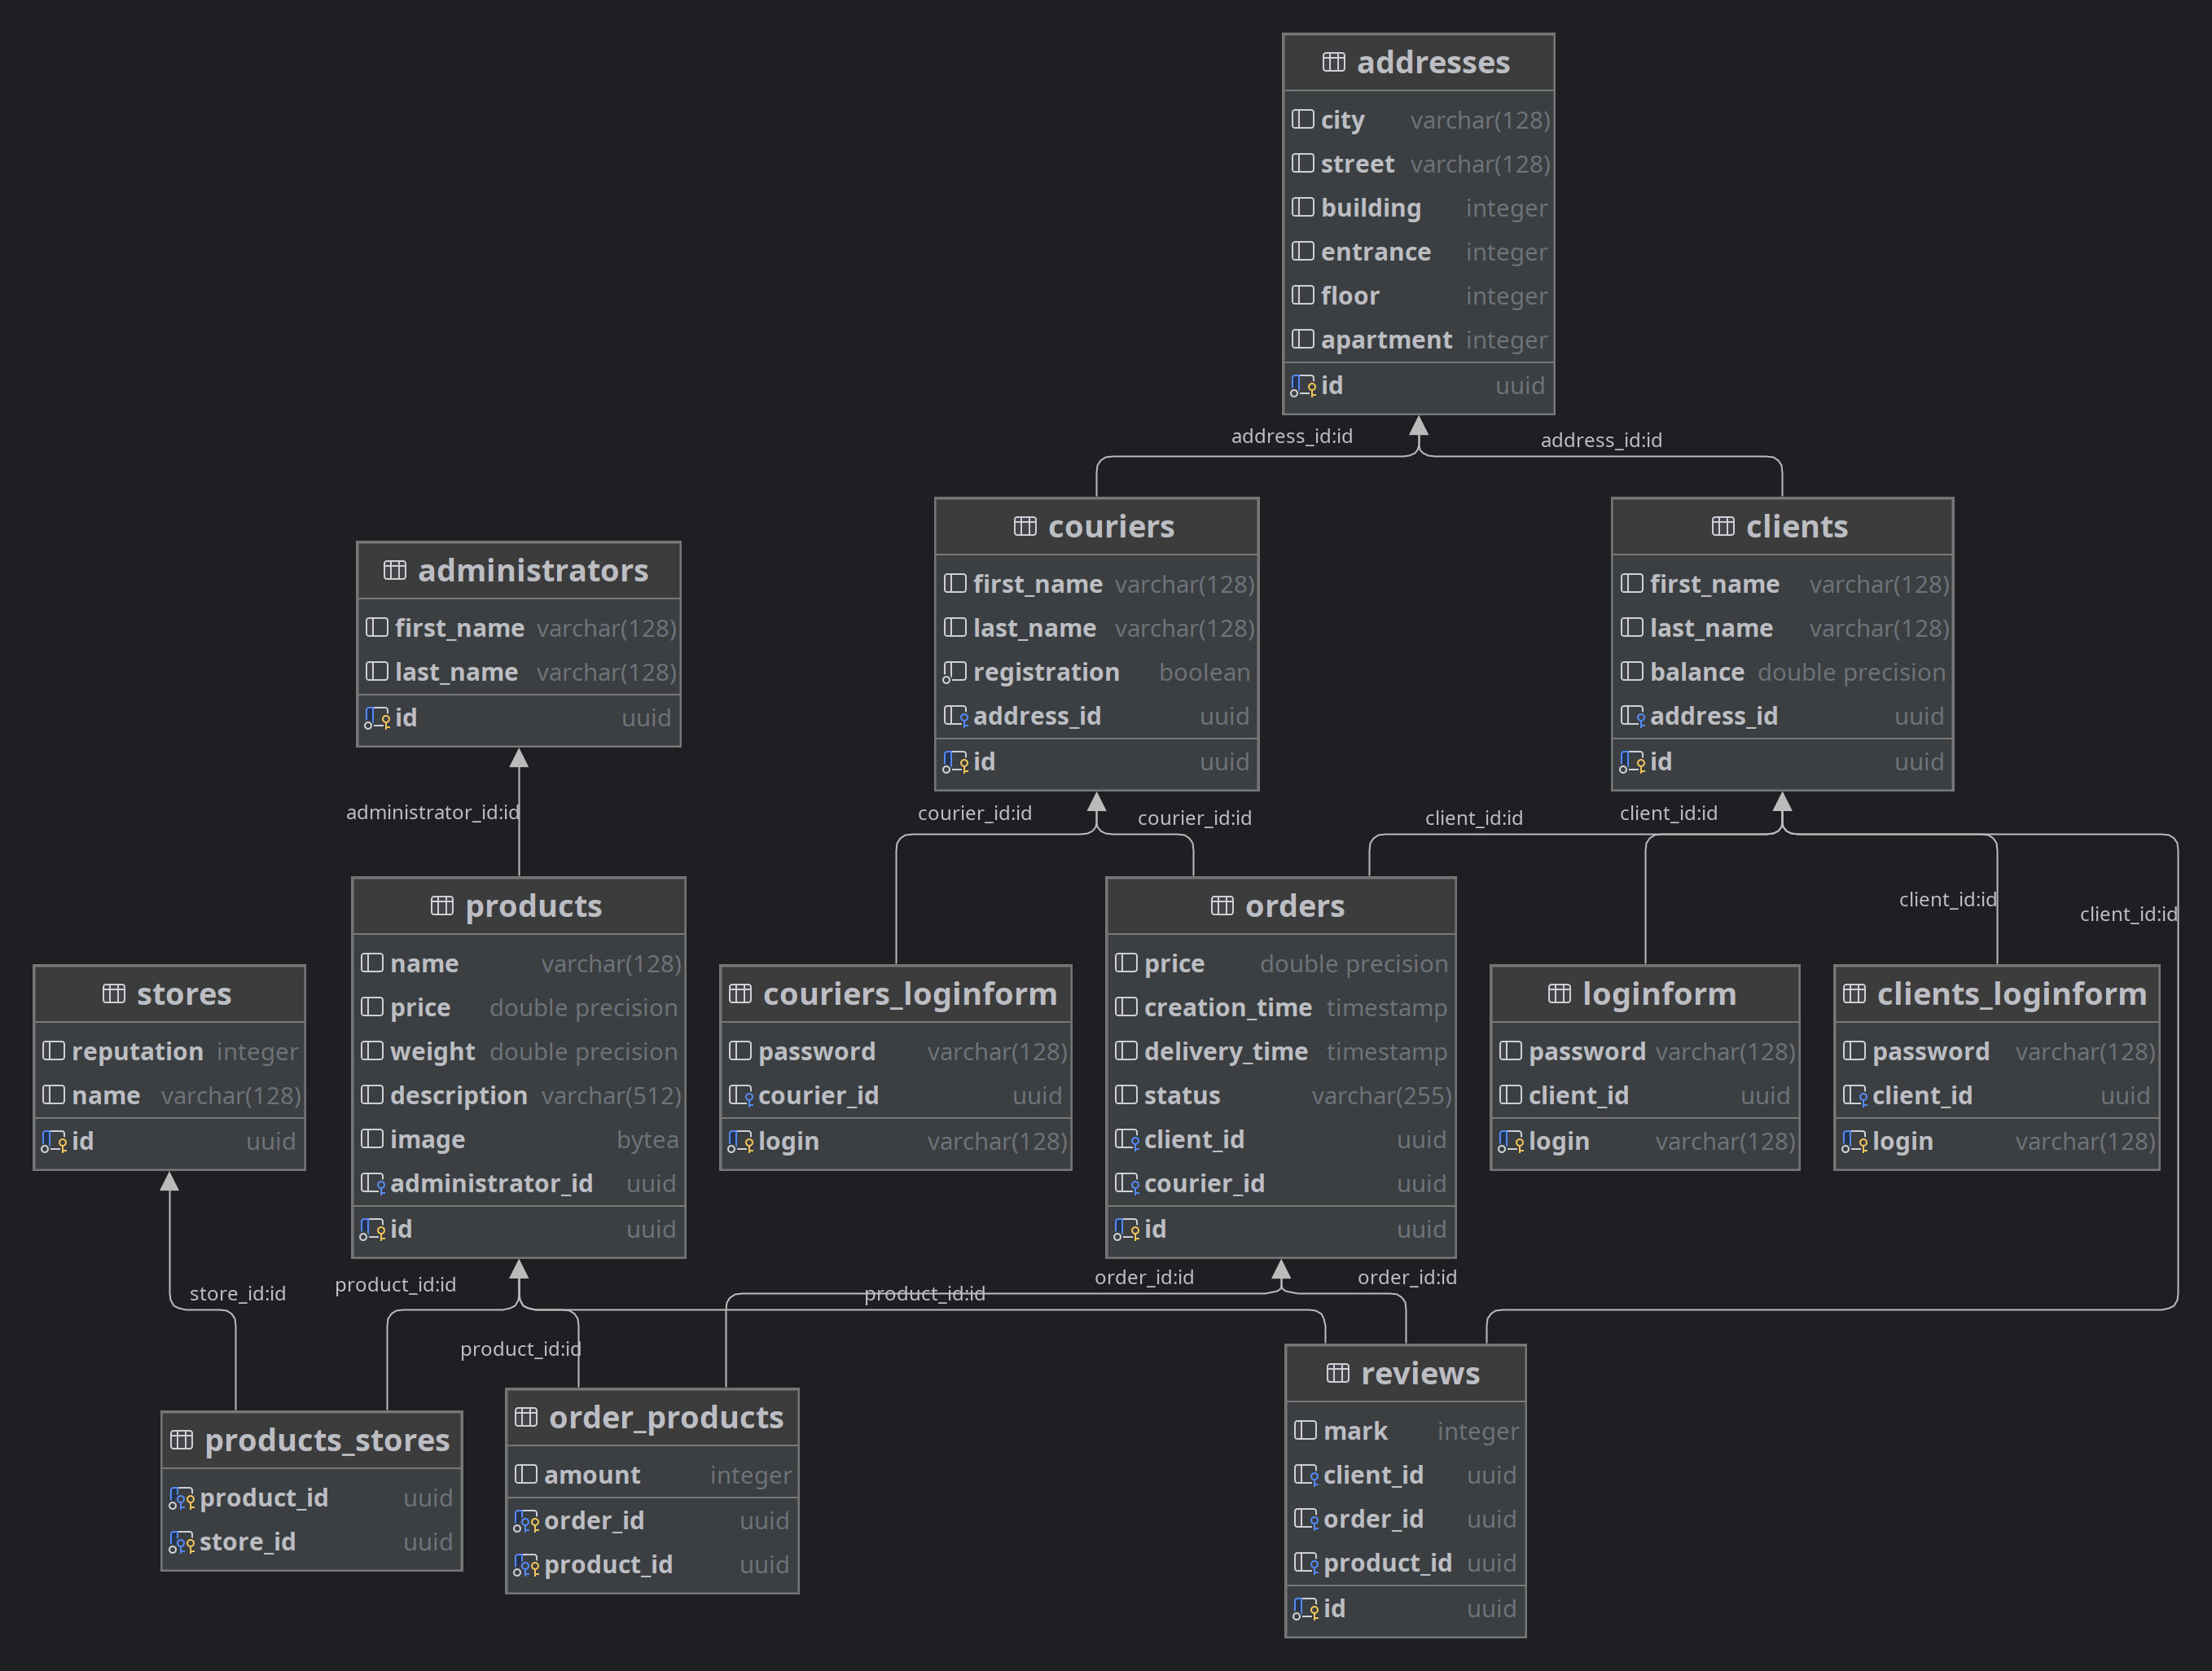 addresses
city varchar(128)
street varchar(128)
building integer
entrance integer
floor integer
apartment integer
id uuid
address_id:id
address_id:id
couriers
first_name varchar(128)
last_name varchar(128)
registration boolean
address_id uuid
id uuid
clients
first_name varchar(128)
last_name varchar(128)
balance double precision
address_id uuid
id uuid
administrators
first_name varchar(128)
last_name varchar(128)
id uuid
administrator_id:id
courier_id:id
courier_id:id
client_id:id
client_id:id
client_id:id
client_id:id
products
name varchar(128)
price double precision
weight double precision
description varchar(512)
image bytea
administrator_id uuid
id uuid
orders
price double precision
creation_time timestamp
delivery_time timestamp
status varchar(255)
client_id uuid
courier_id uuid
id uuid
stores
reputation integer
name varchar(128)
id uuid
couriers_loginform
password varchar(128)
courier_id uuid
login varchar(128)
loginform
password varchar(128)
client_id uuid
login varchar(128)
clients_loginform
password varchar(128)
client_id uuid
login varchar(128)
store_id:id
product_id:id
product_id:id
product_id:id
order_id:id
order_id:id
products_stores
product_id uuid
store_id uuid
order_products
amount integer
order_id uuid
product_id uuid
reviews
mark integer
client_id uuid
order_id uuid
product_id uuid
id uuid